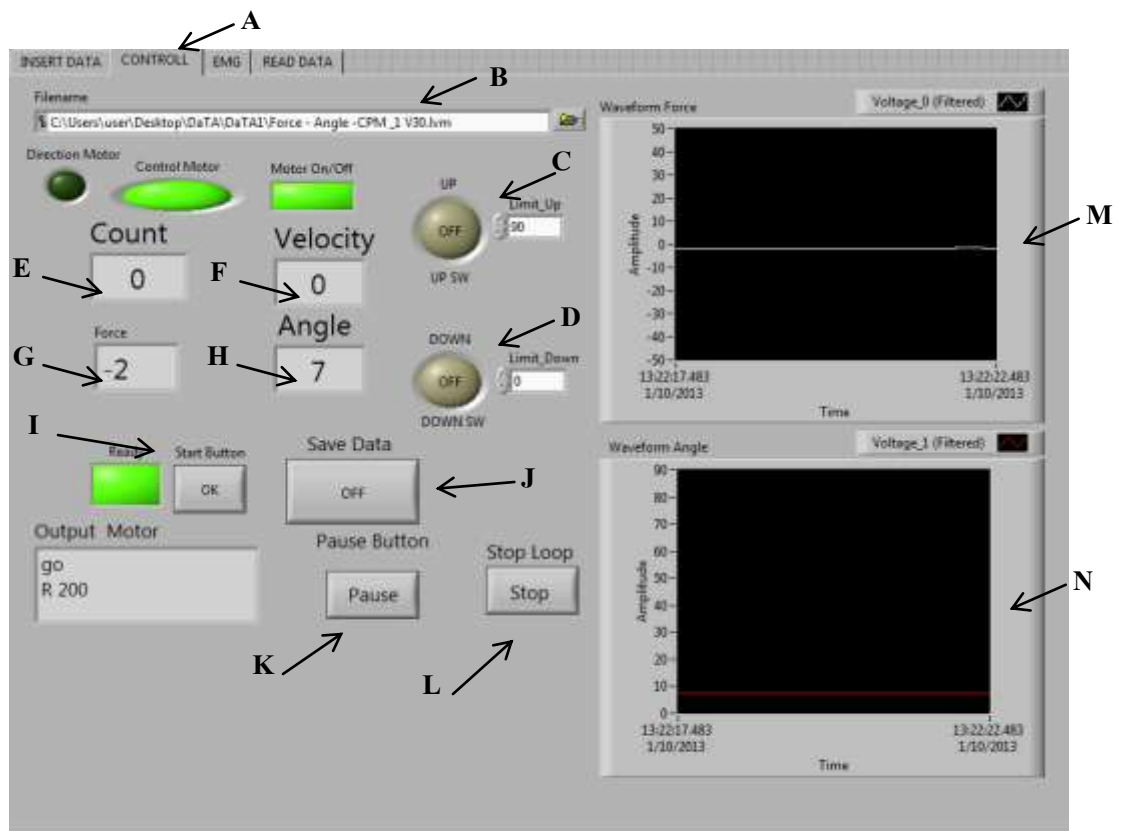 A
INSERT DATA CONTROLL EMG READ DATA
B
Filename
C:\Users\user\Desktop\DaTA\DaTA1\Force - Angle -CPM _1 V30.lvm
Direction Motor
Control Motor
Motor On/Off
C
UP
Limit_Up
OFF
90
UP SW
Count
Velocity
E
0
F
0
D
Force
Angle
DOWN
Limit_Down
G
-2
H
7
OFF
0
DOWN SW
I
Start Button
Save Data
OK
OFF
J
Output Motor
go
R 200
Pause Button
Stop Loop
Pause
Stop
K
L
Waveform Force
Voltage_0 (Filtered)
50
40
30
20
10
0
-10
-20
-30
-40
-50
Amplitude
M
13:22:17.483 13:22:22.483
1/10/2013 1/10/2013
Time
Waveform Angle
Voltage_1 (Filtered)
90
80
70
60
50
40
30
20
10
0
Amplitude
N
13:22:17.483 13:22:22.483
1/10/2013 1/10/2013
Time